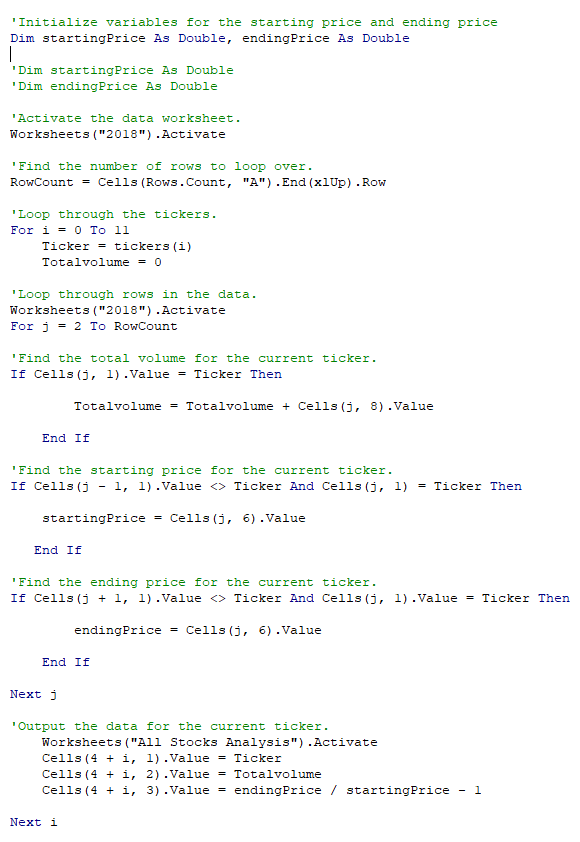 'Initialize variables for the starting price and ending price
Dim startingPrice As Double, endingPrice As Double
'Dim startingPrice As Double
'Dim endingPrice As Double
'Activate the data worksheet.
Worksheets("2018").Activate
'Find the number of rows to loop over.
RowCount = Cells(Rows.Count, "A").End(xlUp).Row
'Loop through the tickers.
For i = 0 To 11
Ticker = tickers(i)
Totalvolume = 0
'Loop through rows in the data.
Worksheets("2018").Activate
For j = 2 To RowCount
'Find the total volume for the current ticker.
If Cells(j, 1).Value = Ticker Then
Totalvolume = Totalvolume + Cells(j, 8).Value
End If
'Find the starting price for the current ticker.
If Cells(j - 1, 1).Value <> Ticker And Cells(j, 1) = Ticker Then
startingPrice = Cells(j, 6).Value
End If
'Find the ending price for the current ticker.
If Cells(j + 1, 1).Value <> Ticker And Cells(j, 1).Value = Ticker Then
endingPrice = Cells(j, 6).Value
End If
Next j
'Output the data for the current ticker.
Worksheets("All Stocks Analysis").Activate
Cells(4 + i, 1).Value = Ticker
Cells(4 + i, 2).Value = Totalvolume
Cells(4 + i, 3).Value = endingPrice / startingPrice - 1
Next i